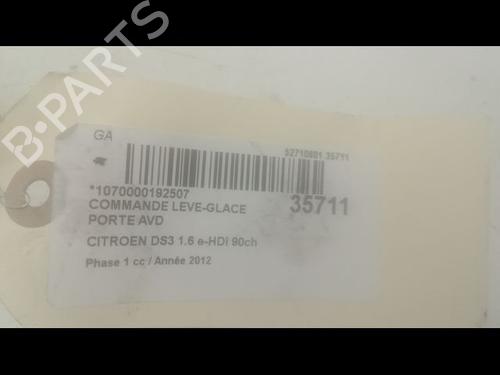 GA
52710601 35711
*1070000192507
COMMANDE LEVE-GLACE
PORTE AVD
35711
CITROEN DS3 1.6 e-HDI 90ch
Phase 1 cc / Année 2012
B-PARTS